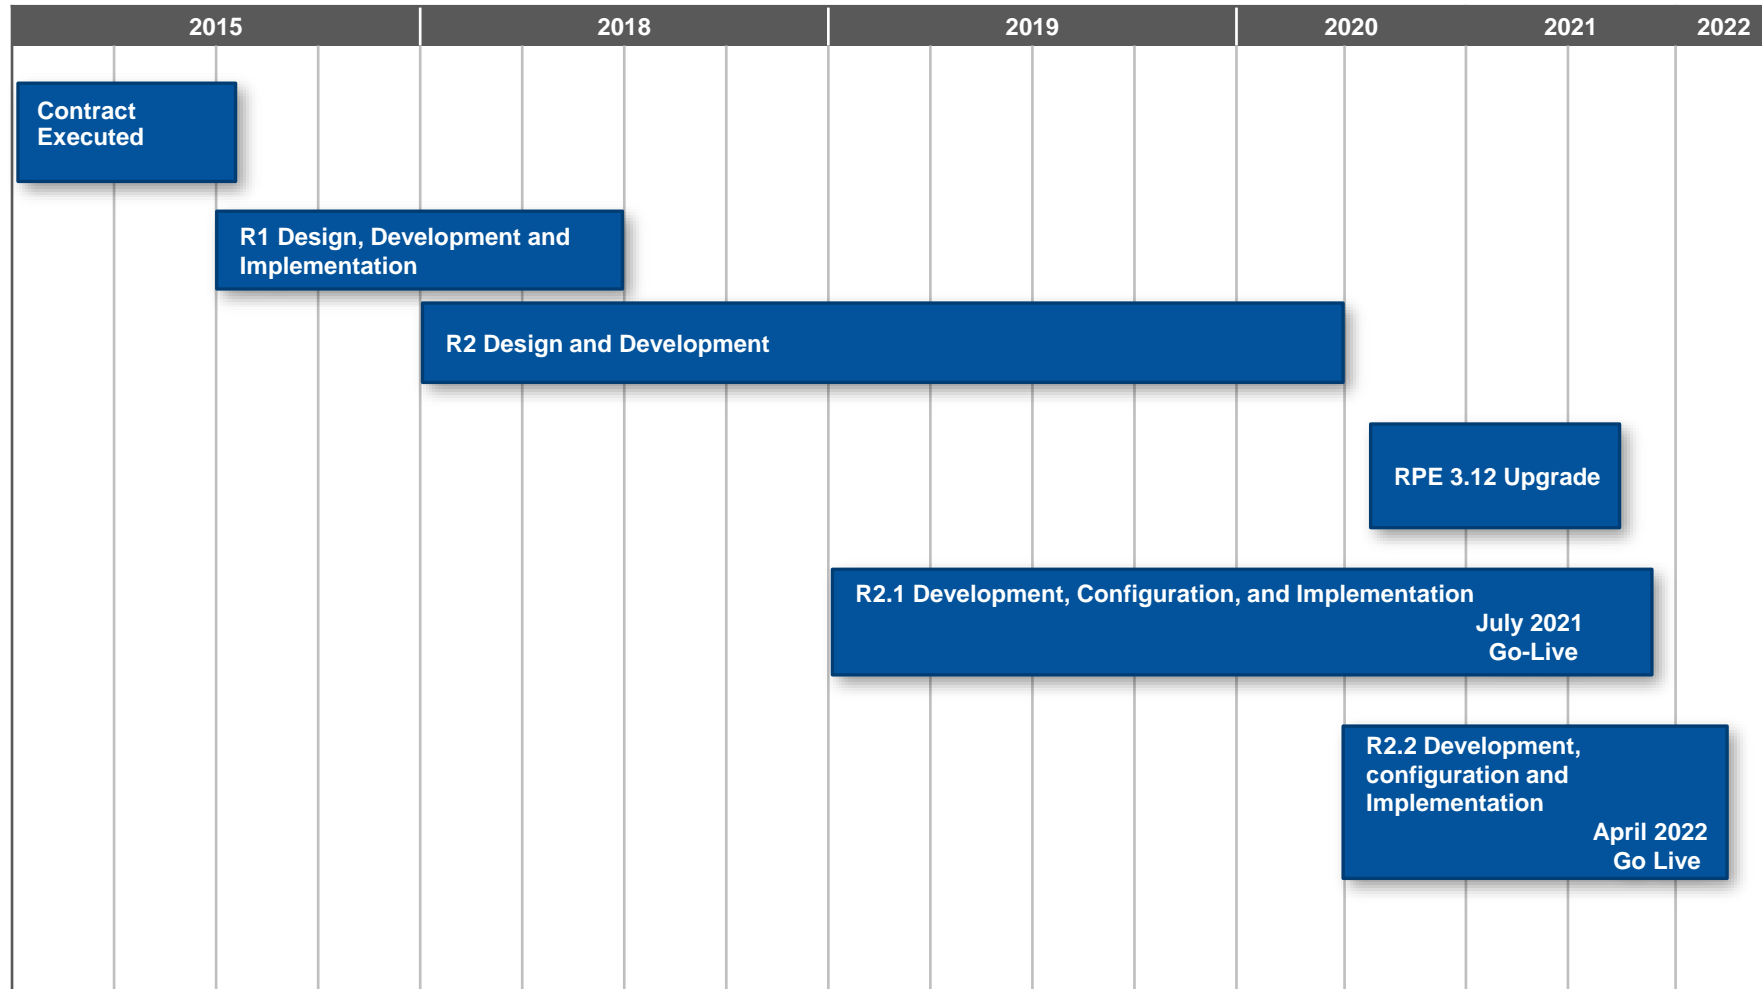 2015 2018 2019 2020 2021 2022
Contract
Executed
R1 Design, Development and
Implementation
R2 Design and Development
RPE 3.12 Upgrade
R2.1 Development, Configuration, and Implementation
July 2021
Go-Live
R2.2 Development,
configuration and
Implementation
April 2022
Go Live